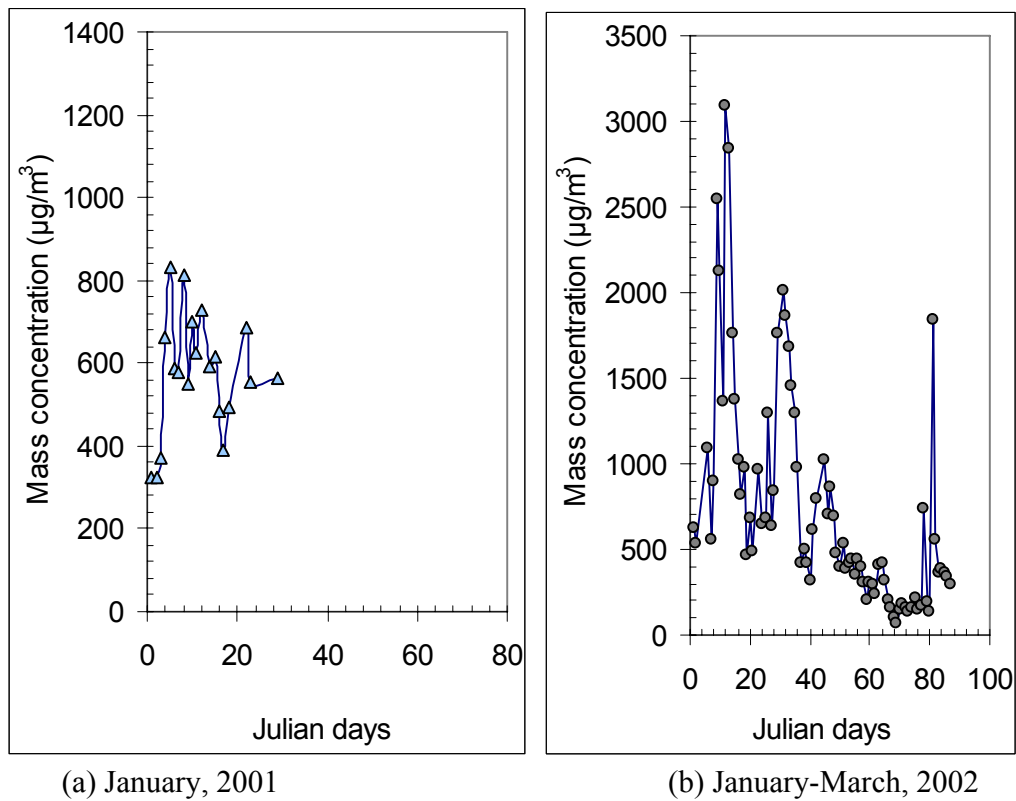 1400
1200
1000
800
600
400
200
0
Mass concentration (µg/m³)
0 20 40 60 80
Julian days
(a) January, 2001
3500
3000
2500
2000
1500
1000
500
0
Mass concentration (µg/m³)
0 20 40 60 80 100
Julian days
(b) January-March, 2002